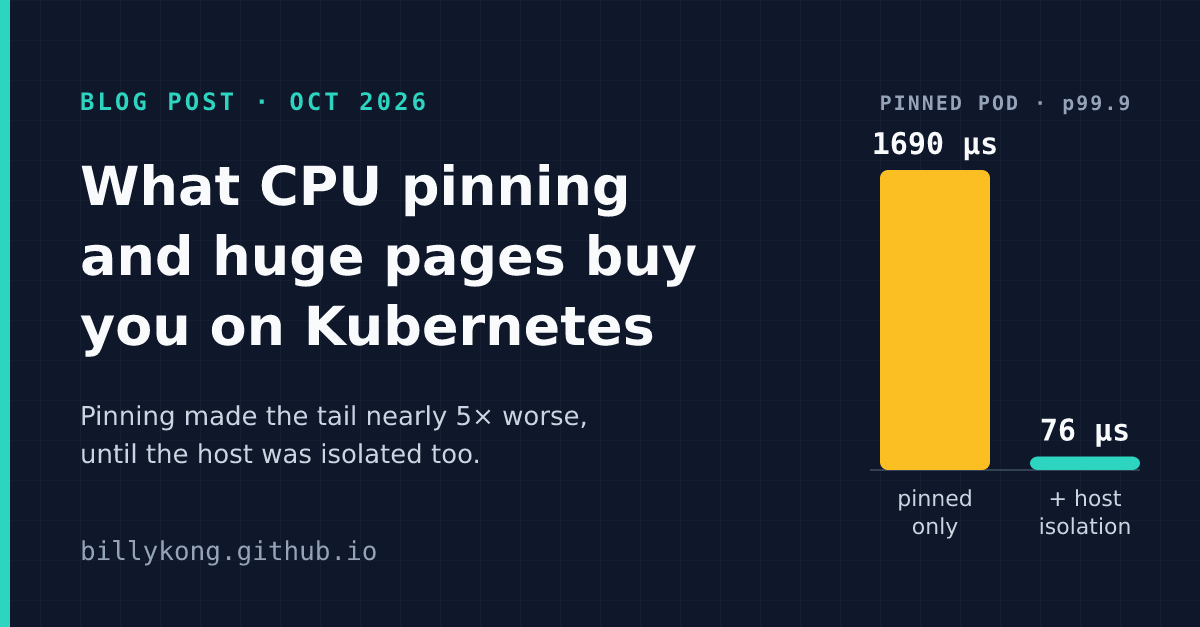 BLOG POST · OCT 2026
What CPU pinning
and huge pages buy
you on Kubernetes
Pinning made the tail nearly 5× worse,
until the host was isolated too.
billykong.github.io
PINNED POD · p99.9
1690 µs
76 µs
pinned
only
+ host
isolation